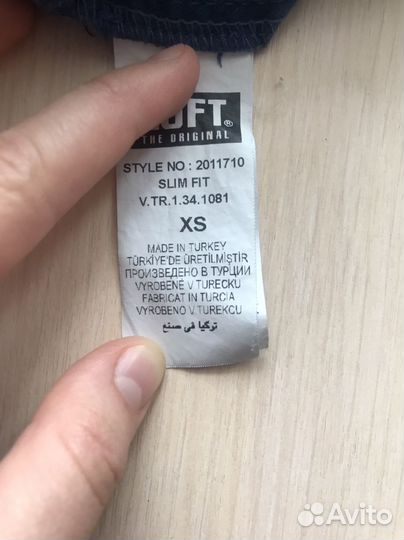 LOFT®
THE ORIGINAL
STYLE NO : 2011710
SLIM FIT
V.TR.1.34.1081
XS
MADE IN TURKEY
TÜRKİYE'DE ÜRETİLMİŞTİR
ПРОИЗВЕДЕНО В ТУРЦИИ
VYROBENÉ V TURECKU
FABRICAT IN TURCIA
VYROBENO V TURECKU
تركيا في صنع
Avito